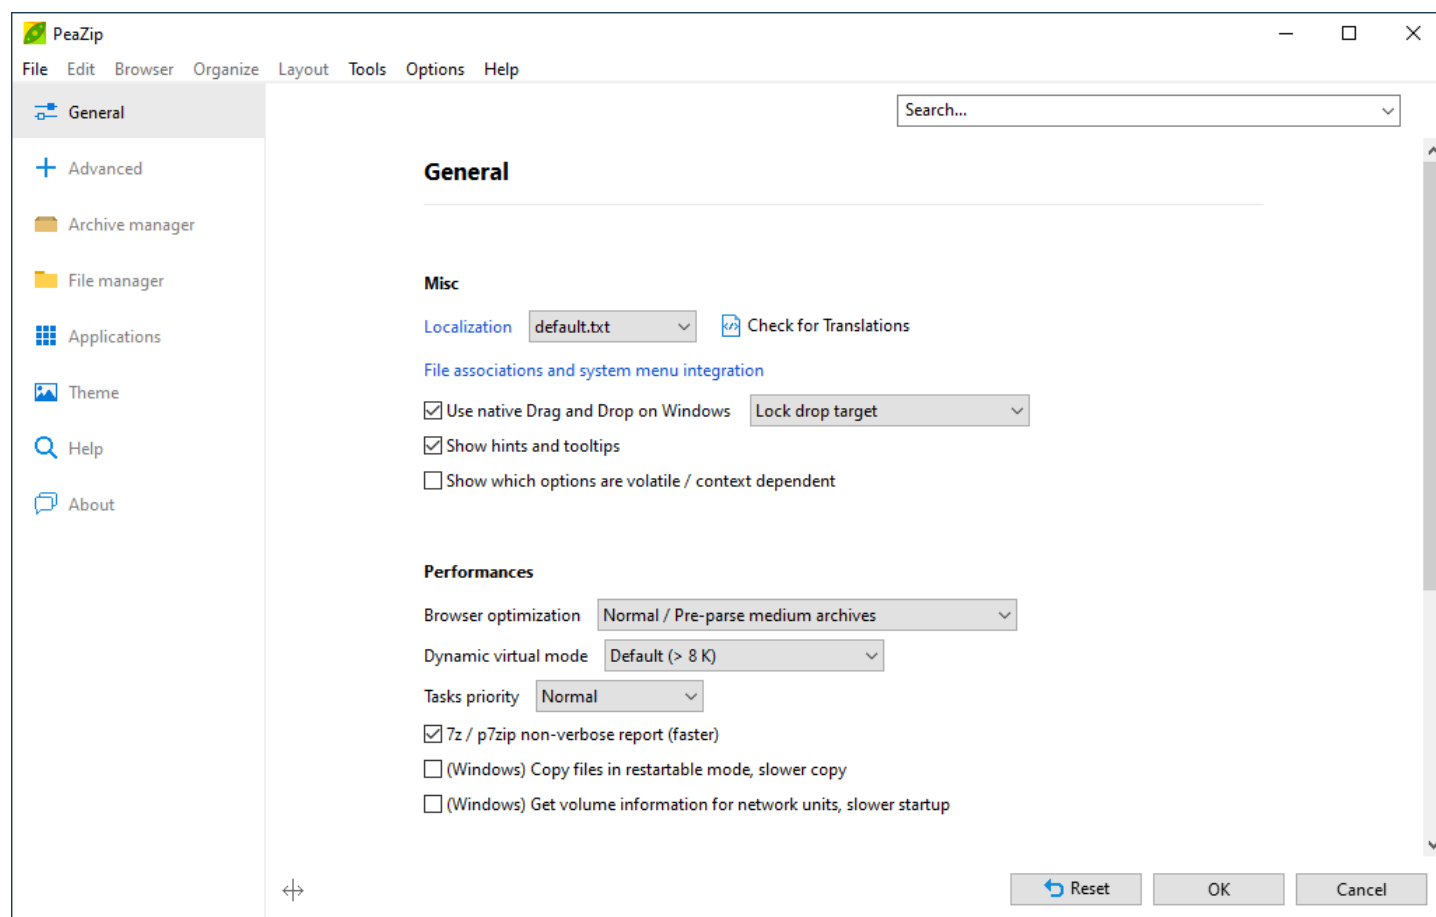 PeaZip
File Edit Browser Organize Layout Tools Options Help
General
Advanced
Archive manager
File manager
Applications
Theme
Help
About
Search...
General
Misc
Localization default.txt Check for Translations
File associations and system menu integration
Use native Drag and Drop on Windows Lock drop target
Show hints and tooltips
Show which options are volatile / context dependent
Performances
Browser optimization Normal / Pre-parse medium archives
Dynamic virtual mode Default (> 8 K)
Tasks priority Normal
7z / p7zip non-verbose report (faster)
(Windows) Copy files in restartable mode, slower copy
(Windows) Get volume information for network units, slower startup
Reset OK Cancel